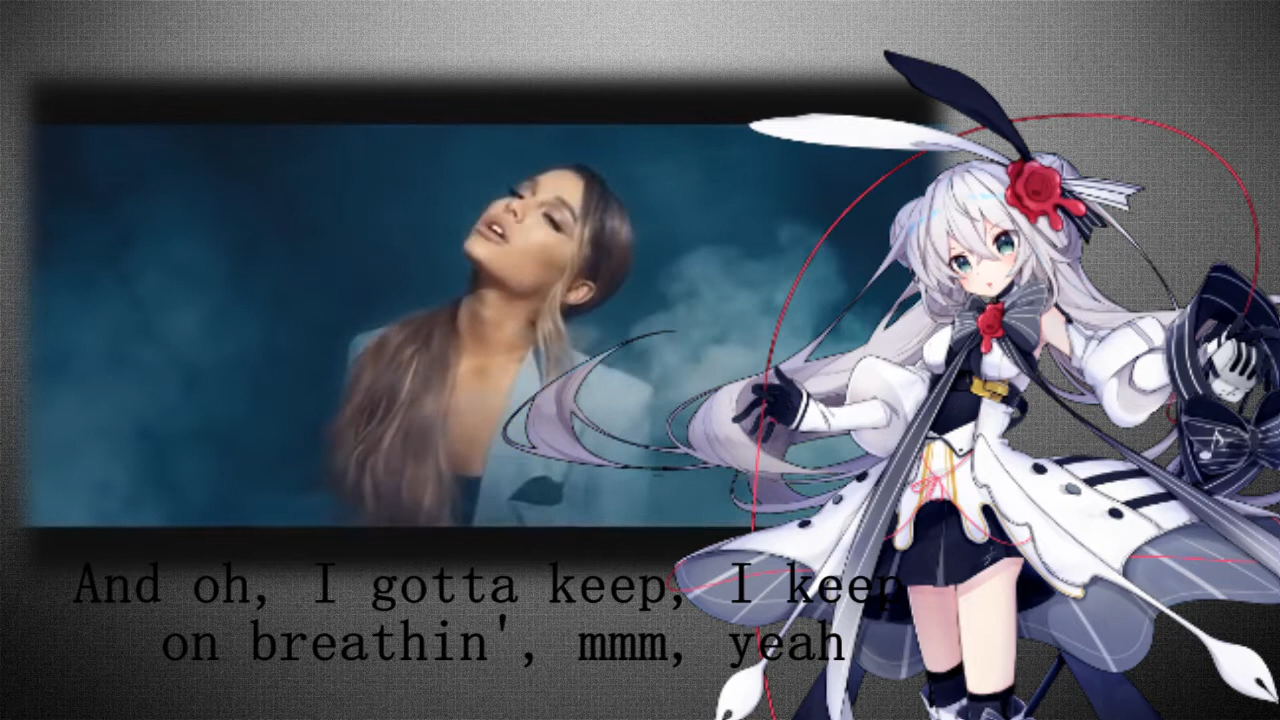 And oh, I gotta keep, I keep
on breathin', mmm, yeah